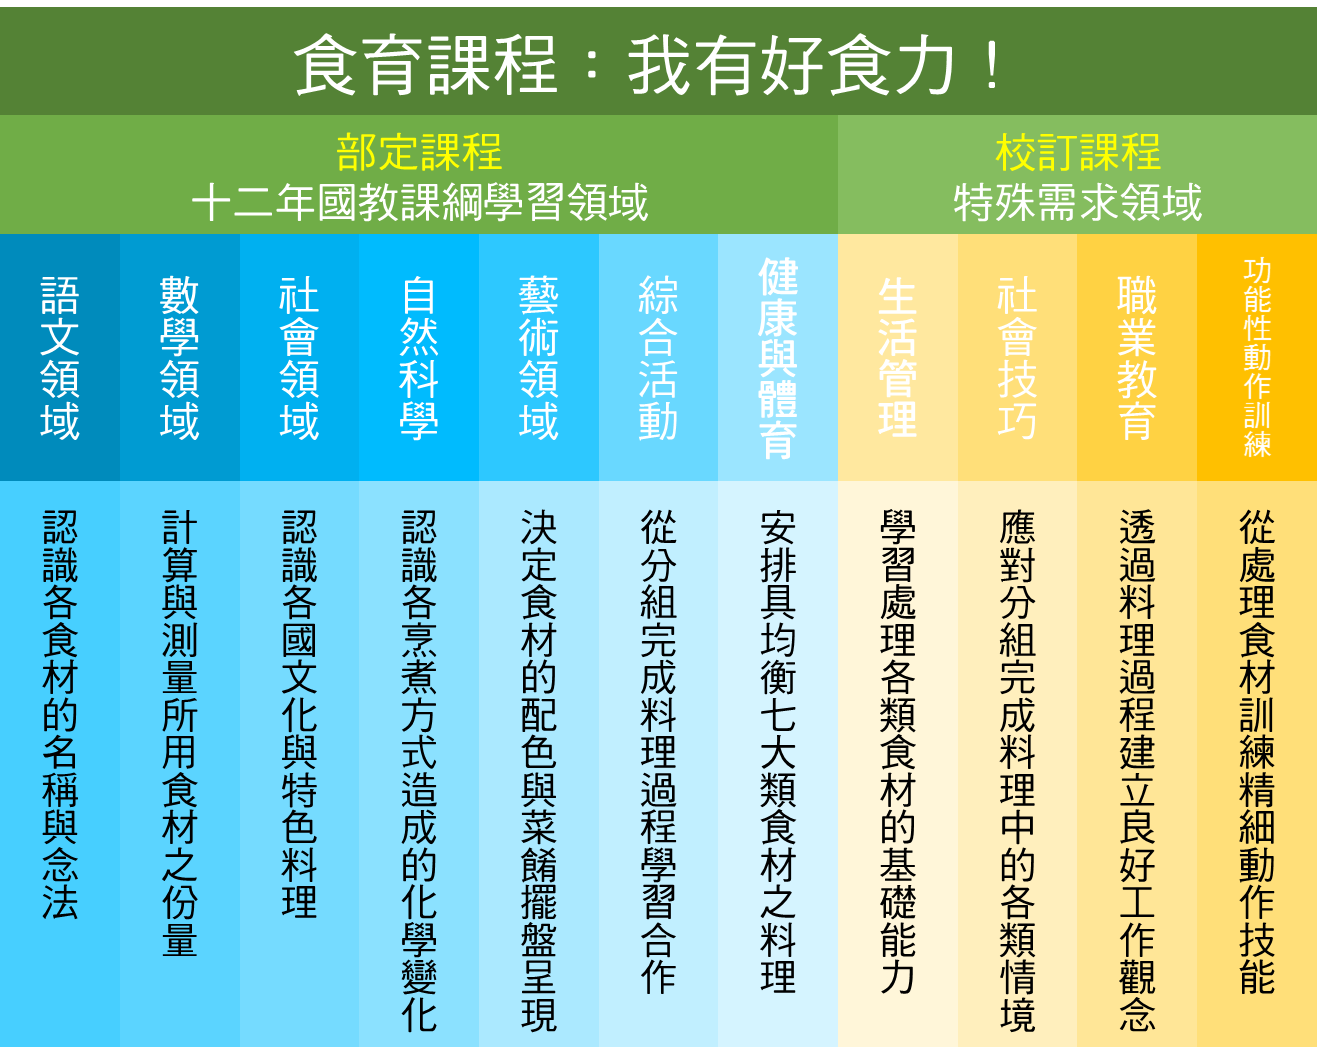 食育課程：我有好食力！
部定課程
十二年國教課綱學習領域
校訂課程
特殊需求領域
語文領域
數學領域
社會領域
自然科學
藝術領域
綜合活動
健康與體育
生活管理
社會技巧
職業教育
功能性動作訓練
認識各食材的名稱與念法
計算與測量所用食材之份量
認識各國文化與特色料理
認識各烹煮方式造成的化學變化
決定食材的配色與菜餚擺盤呈現
從分組完成料理過程學習合作
安排具均衡七大類食材之料理
學習處理各類食材的基礎能力
應對分組完成料理中的各類情境
透過料理過程建立良好工作觀念
從處理食材訓練精細動作技能